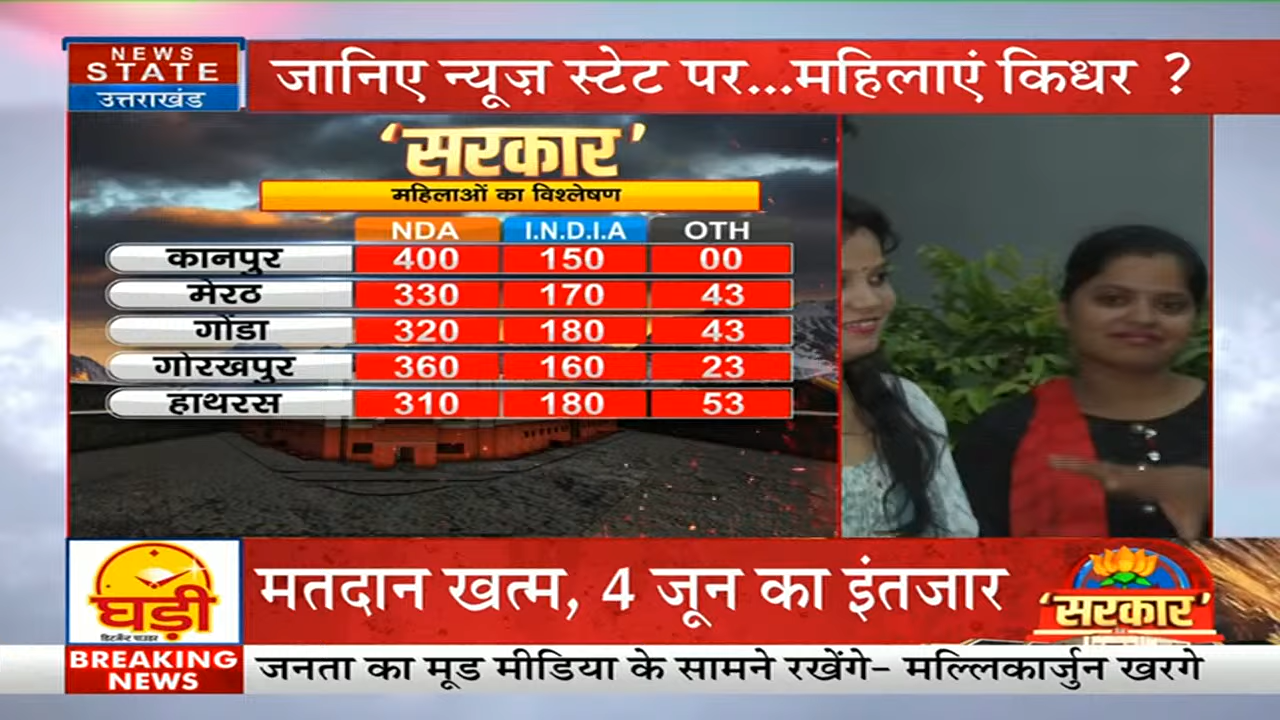 NEWS
STATE
उत्तराखंड
जानिए न्यूज़ स्टेट पर...महिलाएं किधर ?
'सरकार'
महिलाओं का विश्लेषण
NDA I.N.D.I.A OTH
कानपुर 400 150 00
मेरठ 330 170 43
गोंडा 320 180 43
गोरखपुर 360 160 23
हाथरस 310 180 53
घड़ी
डिटर्जेन्ट पाउडर
मतदान खत्म, 4 जून का इंतजार
'सरकार'
BREAKING
NEWS
जनता का मूड मीडिया के सामने रखेंगे- मल्लिकार्जुन खरगे